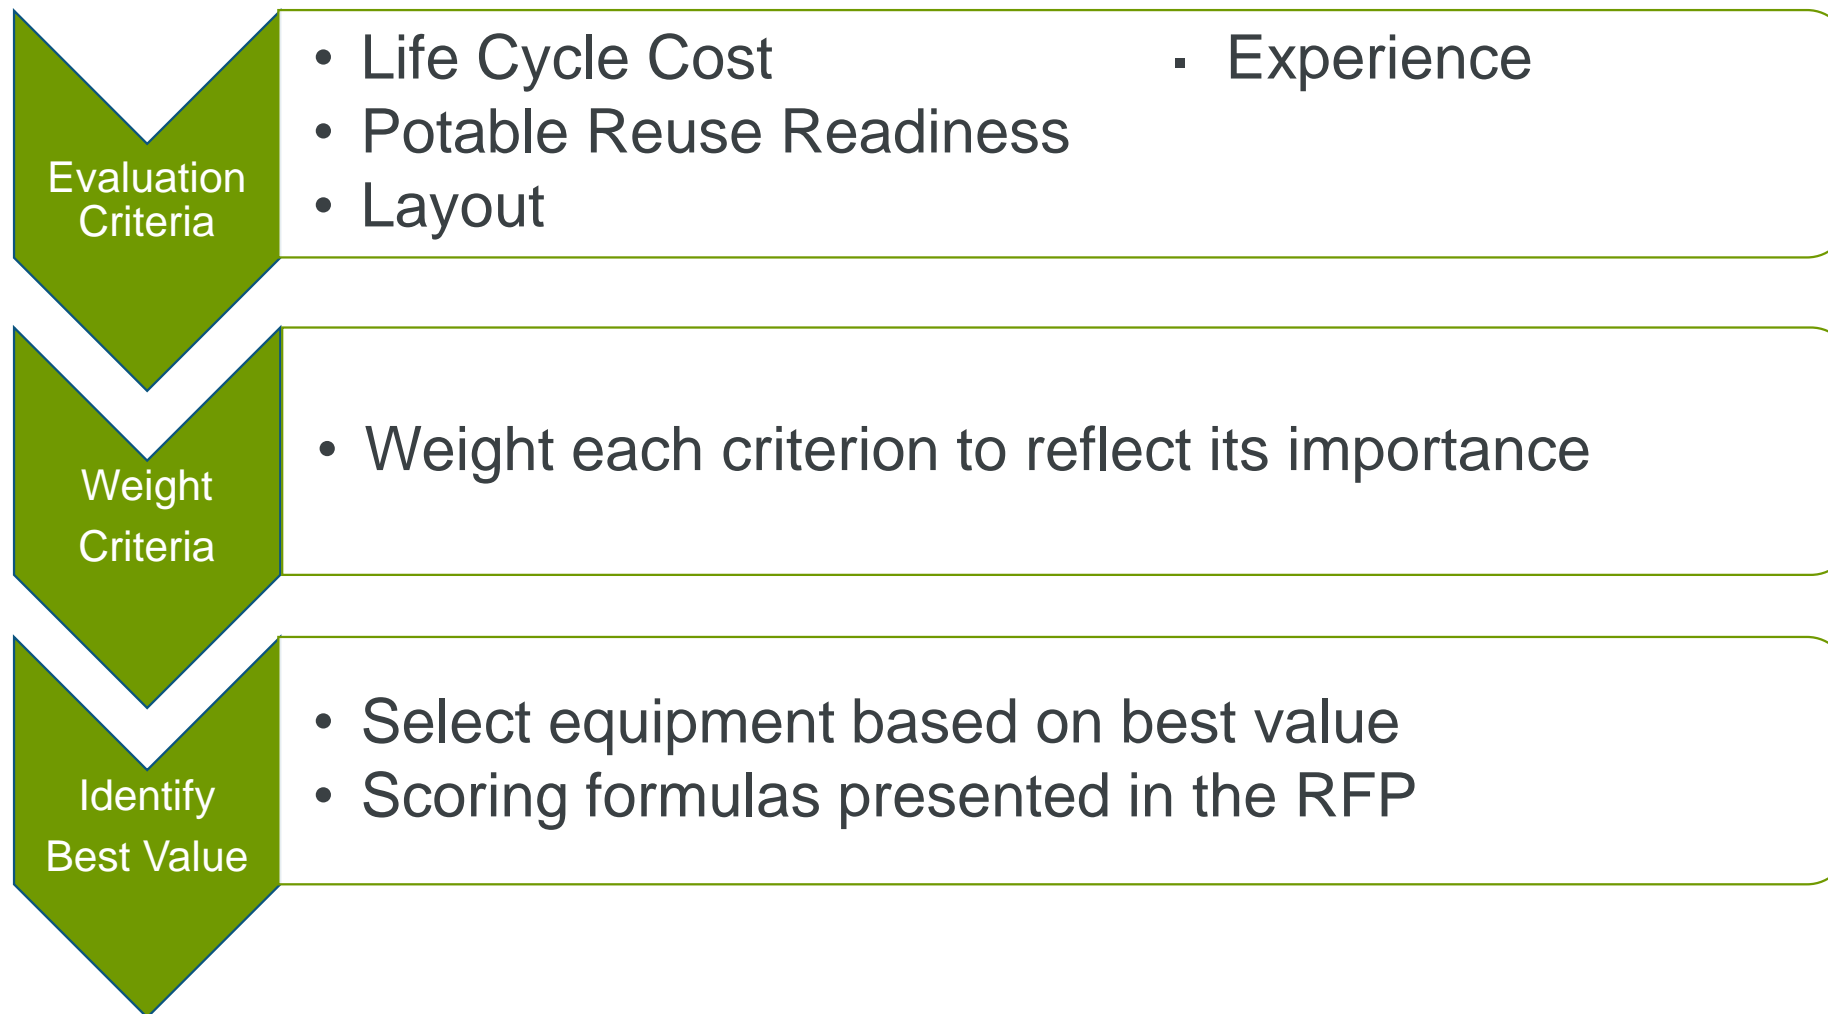 Evaluation
Criteria
• Life Cycle Cost
• Potable Reuse Readiness
• Layout
▪ Experience
Weight
Criteria
• Weight each criterion to reflect its importance
Identify
Best Value
• Select equipment based on best value
• Scoring formulas presented in the RFP